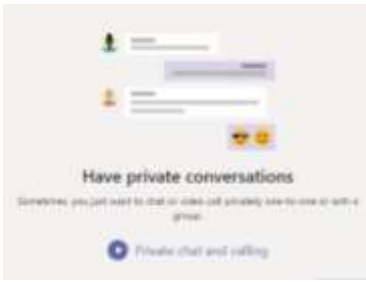 Have private conversations
Sometimes, you just want to chat or video call privately one-to-one or with a
group.
Private chat and calling